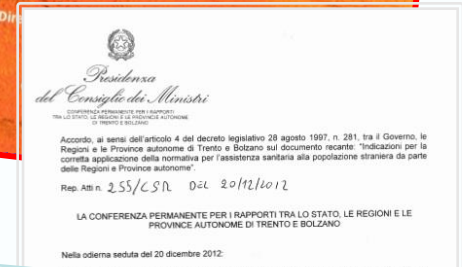 Dire
Presidenza
del Consiglio dei Ministri
CONFERENZA PERMANENTE PER I RAPPORTI
TRA LO STATO, LE REGIONI E LE PROVINCE AUTONOME
DI TRENTO E BOLZANO
Accordo, ai sensi dell'articolo 4 del decreto legislativo 28 agosto 1997, n. 281, tra il Governo, le
Regioni e le Province autonome di Trento e Bolzano sul documento recante: "Indicazioni per la
corretta applicazione della normativa per l'assistenza sanitaria alla popolazione straniera da parte
delle Regioni e Province autonome".
Rep. Atti n. 255/CSR DEL 20/12/2012
LA CONFERENZA PERMANENTE PER I RAPPORTI TRA LO STATO, LE REGIONI E LE
PROVINCE AUTONOME DI TRENTO E BOLZANO
Nella odierna seduta del 20 dicembre 2012: